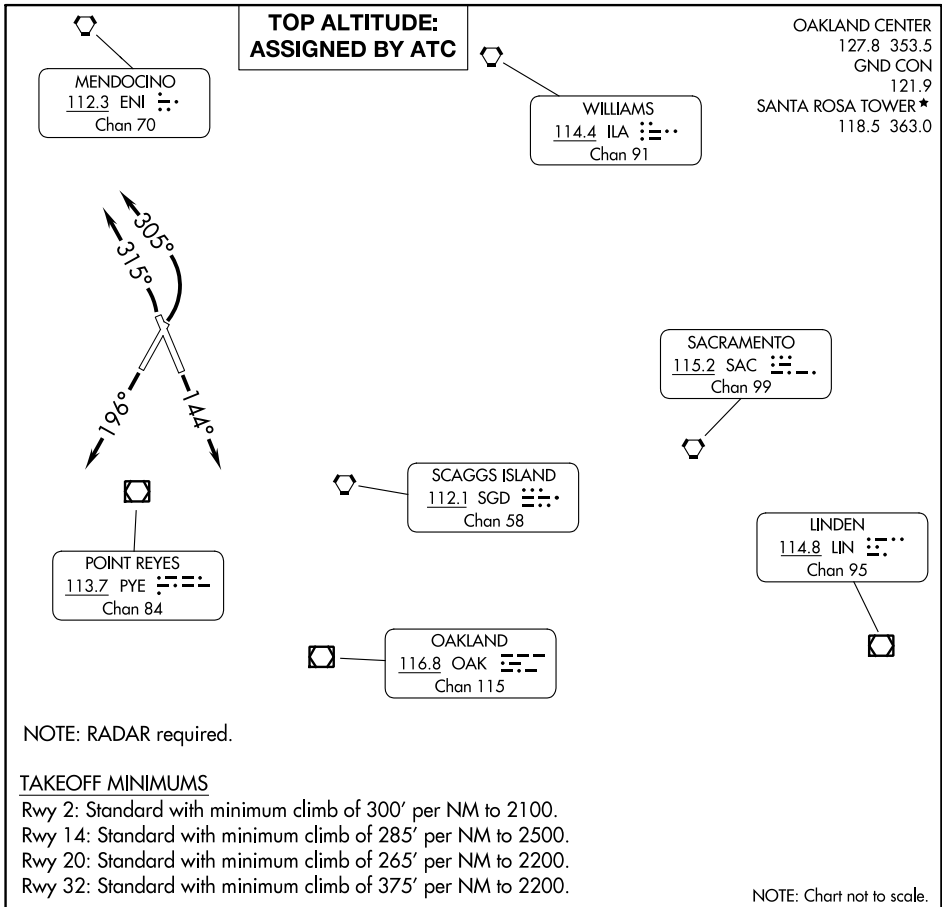 TOP ALTITUDE:
ASSIGNED BY ATC
OAKLAND CENTER
127.8 353.5
GND CON
121.9
SANTA ROSA TOWER★
118.5 363.0
MENDOCINO
112.3 ENI
Chan 70
WILLIAMS
114.4 ILA
Chan 91
305°
315°
196°
144°
SACRAMENTO
115.2 SAC
Chan 99
SCAGGS ISLAND
112.1 SGD
Chan 58
LINDEN
114.8 LIN
Chan 95
POINT REYES
113.7 PYE
Chan 84
OAKLAND
116.8 OAK
Chan 115
NOTE: RADAR required.
TAKEOFF MINIMUMS
Rwy 2: Standard with minimum climb of 300' per NM to 2100.
Rwy 14: Standard with minimum climb of 285' per NM to 2500.
Rwy 20: Standard with minimum climb of 265' per NM to 2200.
Rwy 32: Standard with minimum climb of 375' per NM to 2200.
NOTE: Chart not to scale.